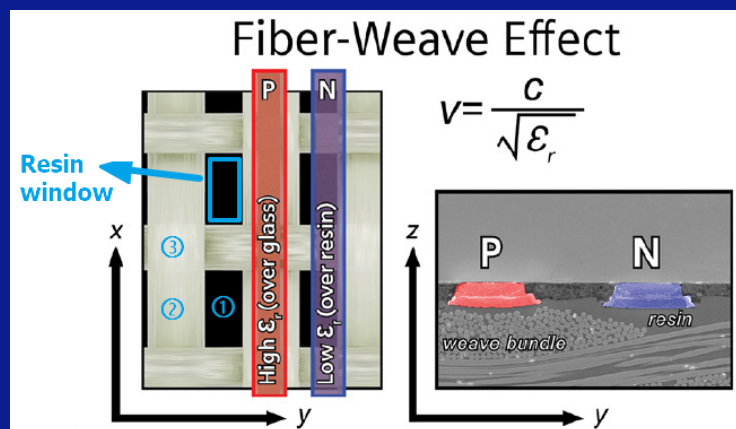 Fiber-Weave Effect
P
N
v= c / √εr
Resin
window
x
③
②
①
High εr (over glass)
Low εr (over resin)
y
z
P
N
resin
weave bundle
y